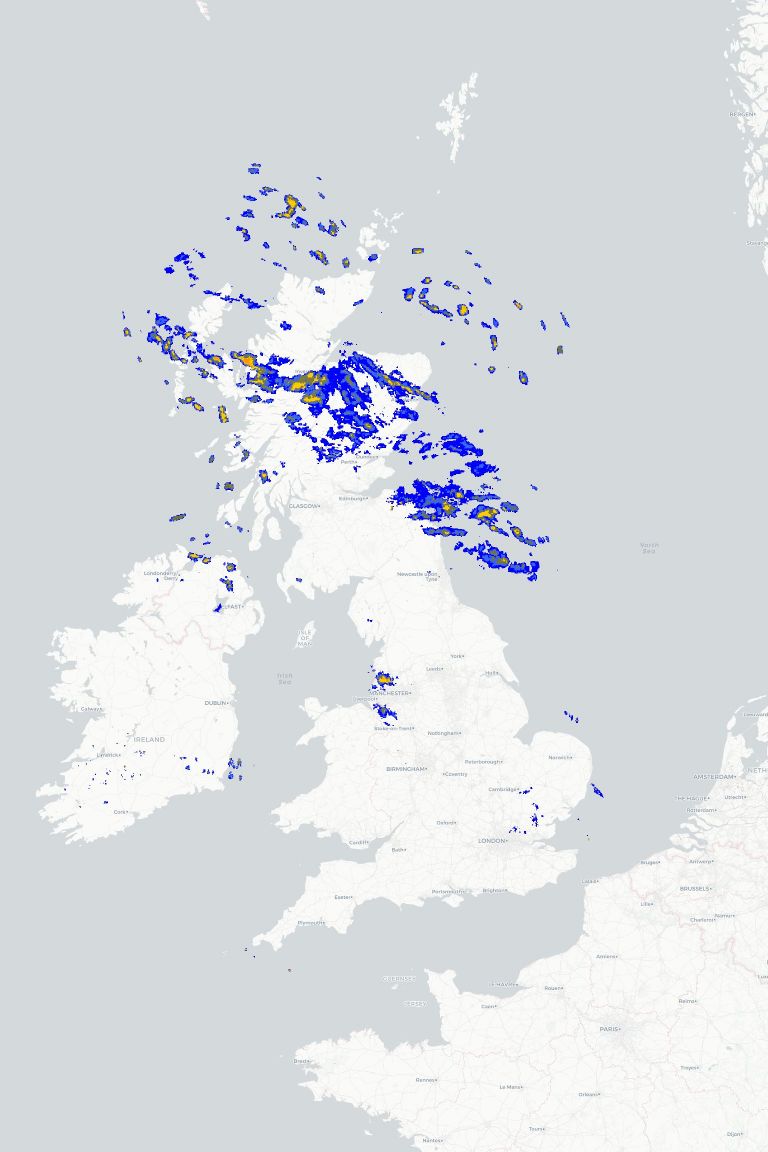 BERGEN
Stavange
Perth
Dundee
Edinburgh
GLASGOW
North
Sea
Londonderry/
Derry
Newcastle upon
Tyne
ISLE
OF
MAN
York
Leeds
Hull
Irish
Sea
MANCHESTER
Liverpool
DUBLIN
Galway
Stoke-on-Trent
Nottingham
IRELAND
Limerick
Norwich
Peterborough
BIRMINGHAM
Coventry
AMSTERDAM
NETH
Cambridge
THE HAGUE
Utrecht
Rotterdam
Cork
Oxford
LONDON
Cardiff
Bath
Bruges
Antwerp
Calais
BRUSSELS
Portsmouth
Brighton
Exeter
Lille
Plymouth
Charleroi
Namur
Amiens
GUERNSEY
LE HAVRE
Rouen
Reims
JERSEY
Caen
PARIS
Brest
Troyes
Rennes
Le Mans
Orléans
Tours
Dijon
Nantes